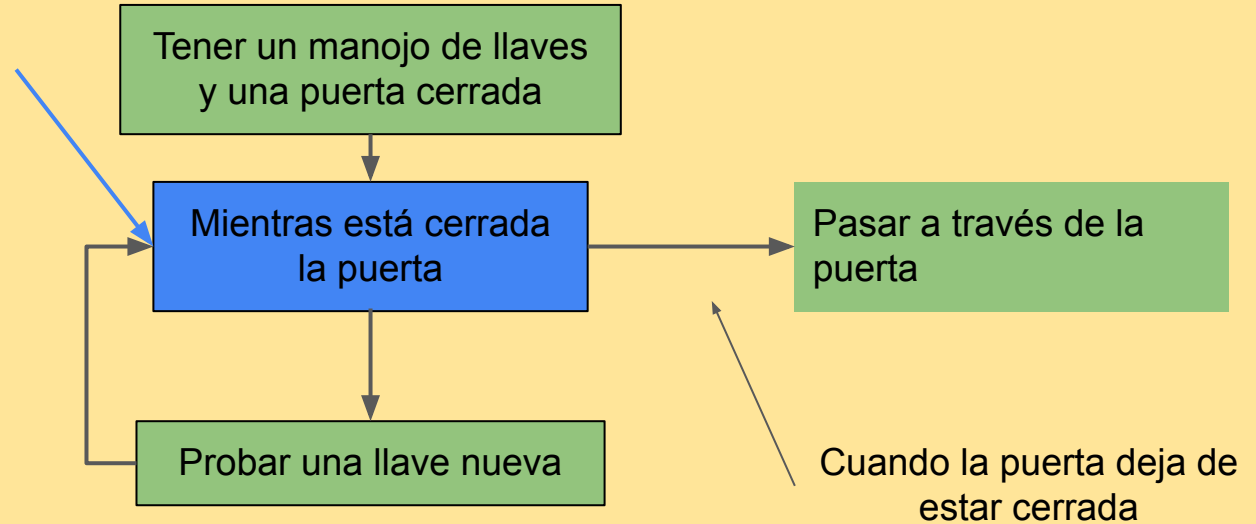 Tener un manojo de llaves
y una puerta cerrada
Mientras está cerrada
la puerta
Pasar a través de la
puerta
Probar una llave nueva
Cuando la puerta deja de
estar cerrada